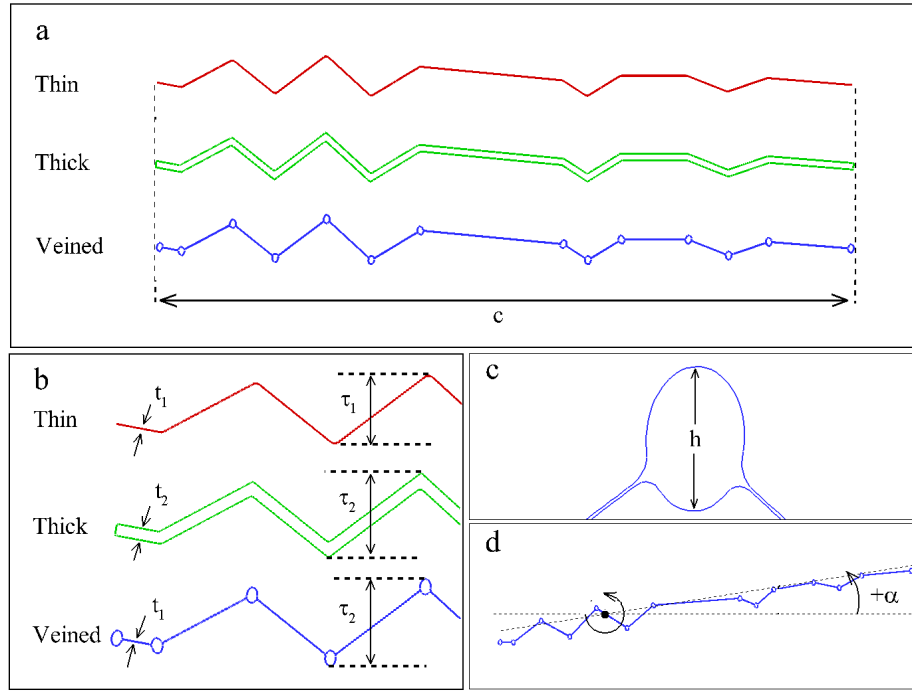 a
Thin
Thick
Veined
c
b
Thin
t₁
τ₁
Thick
t₂
τ₂
Veined
t₁
τ₂
c
h
d
+α